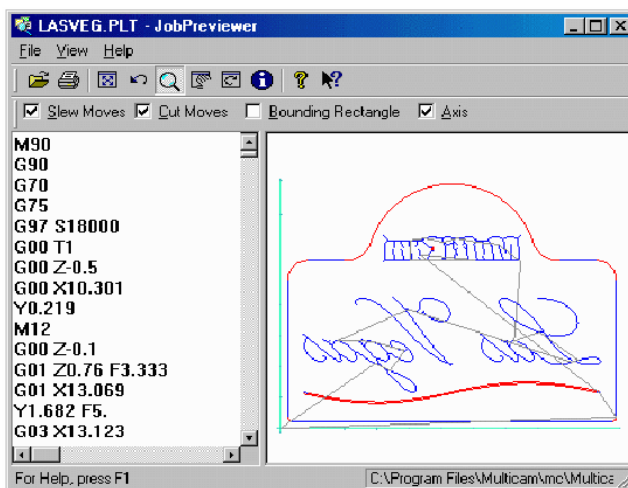 LASVEG.PLT - JobPreviewer
File View Help
Slew Moves Cut Moves Bounding Rectangle Axis
M90
G90
G70
G75
G97 S18000
G00 T1
G00 Z-0.5
G00 X10.301
Y0.219
M12
G00 Z-0.1
G01 Z0.76 F3.333
G01 X13.069
Y1.682 F5.
G03 X13.123
For Help, press F1
C:\Program Files\Multicam\mc\Multica